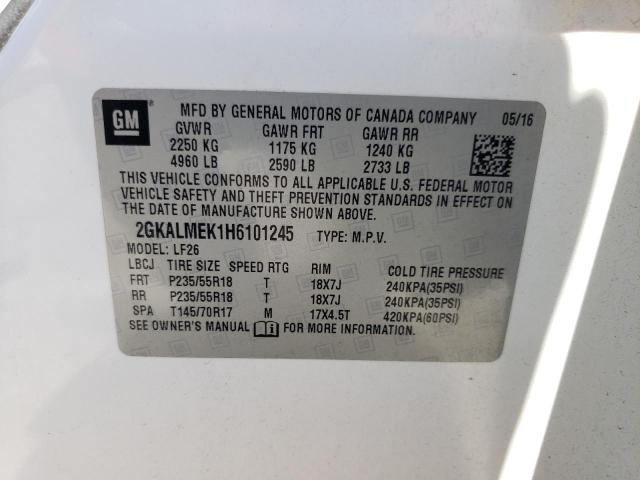 GM
MFD BY GENERAL MOTORS OF CANADA COMPANY 05/16
GVWR GAWR FRT GAWR RR
2250 KG 1175 KG 1240 KG
4960 LB 2590 LB 2733 LB
THIS VEHICLE CONFORMS TO ALL APPLICABLE U.S. FEDERAL MOTOR
VEHICLE SAFETY AND THEFT PREVENTION STANDARDS IN EFFECT ON
THE DATE OF MANUFACTURE SHOWN ABOVE.
2GKALMEK1H6101245 TYPE: M.P.V.
MODEL: LF26
LBCJ TIRE SIZE SPEED RTG RIM COLD TIRE PRESSURE
FRT P235/55R18 T 18X7J 240KPA(35PSI)
RR P235/55R18 T 18X7J 240KPA(35PSI)
SPA T145/70R17 M 17X4.5T 420KPA(60PSI)
SEE OWNER'S MANUAL FOR MORE INFORMATION.